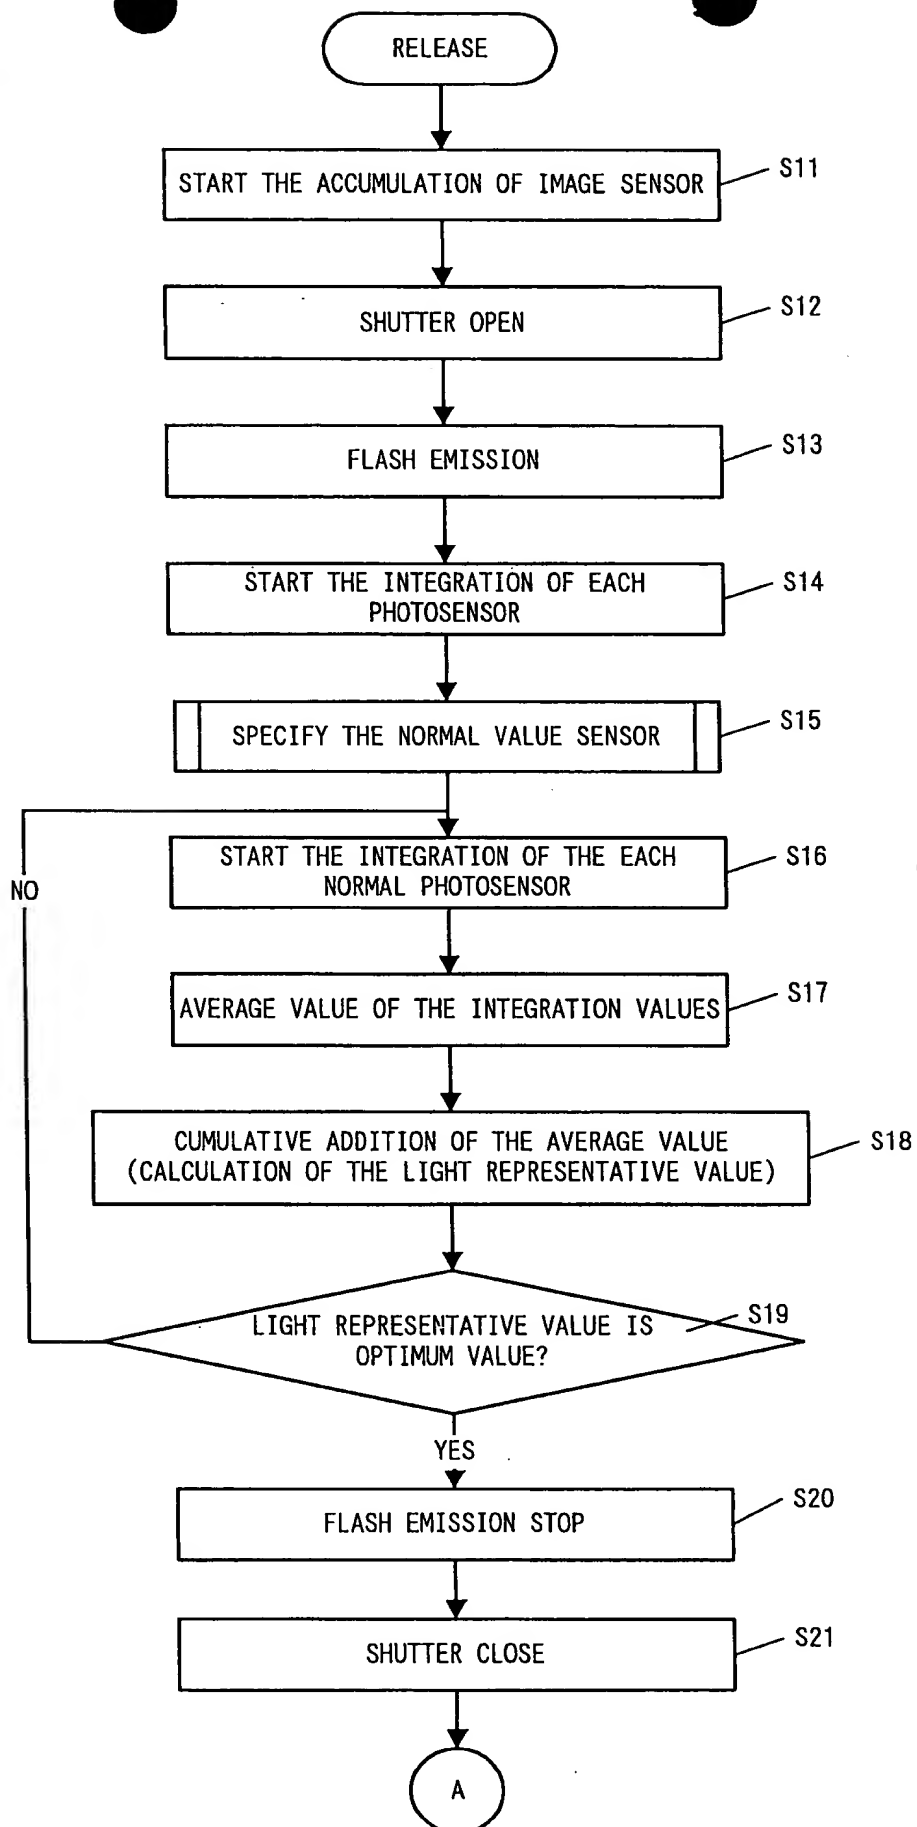 RELEASE
START THE ACCUMULATION OF IMAGE SENSOR
S11
SHUTTER OPEN
S12
FLASH EMISSION
S13
START THE INTEGRATION OF EACH
PHOTOSENSOR
S14
SPECIFY THE NORMAL VALUE SENSOR
S15
START THE INTEGRATION OF THE EACH
NORMAL PHOTOSENSOR
S16
NO
AVERAGE VALUE OF THE INTEGRATION VALUES
S17
CUMULATIVE ADDITION OF THE AVERAGE VALUE
(CALCULATION OF THE LIGHT REPRESENTATIVE VALUE)
S18
LIGHT REPRESENTATIVE VALUE IS
OPTIMUM VALUE?
S19
YES
FLASH EMISSION STOP
S20
SHUTTER CLOSE
S21
A